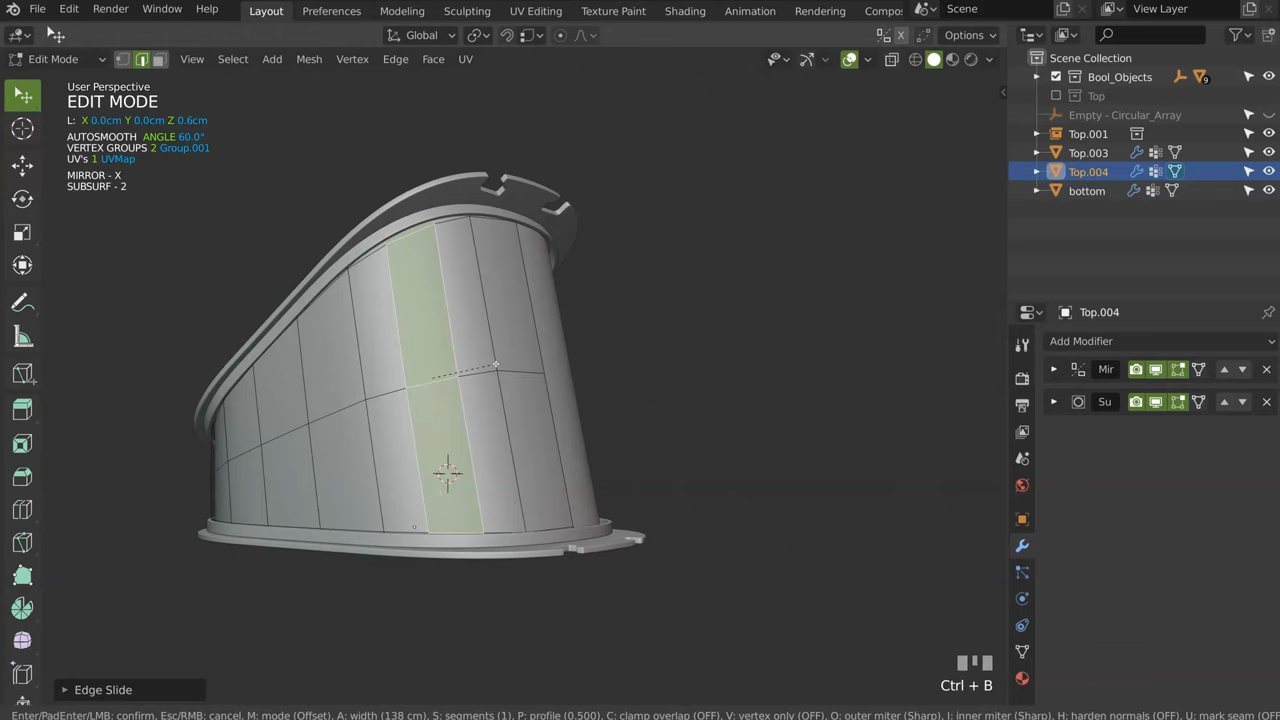 File Edit Render Window Help Layout Preferences Modeling Sculpting UV Editing Texture Paint Shading Animation Rendering Compos Scene View Layer
Global X Options
Edit Mode View Select Add Mesh Vertex Edge Face UV
Scene Collection
User Perspective
EDIT MODE
L: X 0.0cm Y 0.0cm Z 0.6cm
AUTOSMOOTH ANGLE 60.0°
VERTEX GROUPS 2 Group.001
UV's 1 UVMap
MIRROR - X
SUBSURF - 2
Bool_Objects 9
Top
Empty - Circular_Array
Top.001
Top.003
Top.004
bottom
Top.004
Add Modifier
Mir
Su
Ctrl + B
Edge Slide
Enter/PadEnter/LMB: confirm, Esc/RMB: cancel, M: mode (Offset), A: width (138 cm), S: segments (1), P: profile (0.500), C: clamp overlap (OFF), V: vertex only (OFF), O: outer miter (Sharp), I: inner miter (Sharp), H: harden normals (OFF), U: mark seam (OFF)